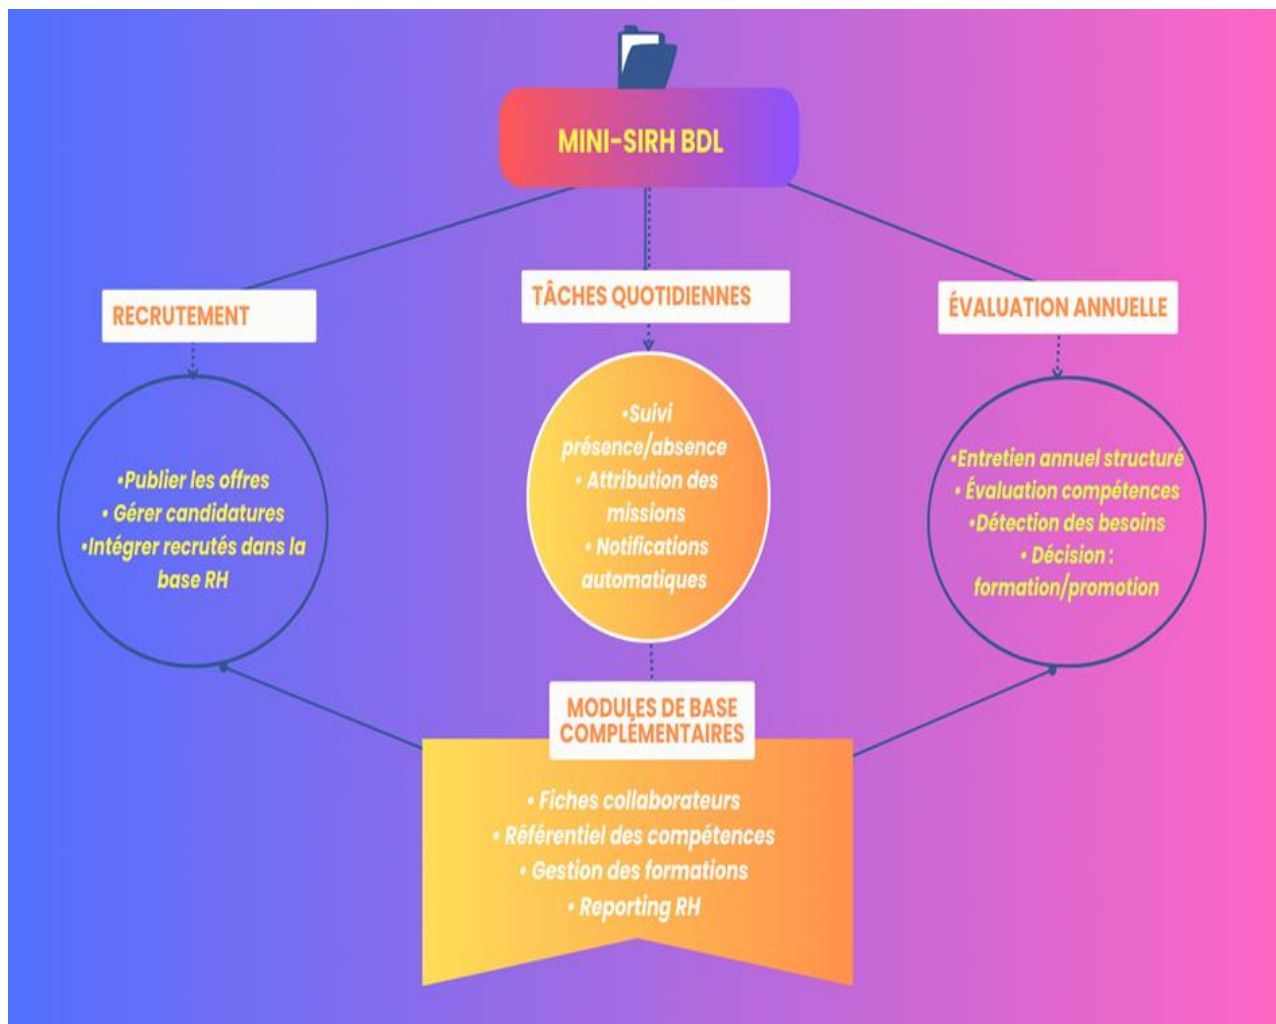 MINI-SIRH BDL
RECRUTEMENT
•Publier les offres
• Gérer candidatures
•Intégrer recrutés dans la
base RH
TÂCHES QUOTIDIENNES
•Suivi
présence/absence
• Attribution des
missions
• Notifications
automatiques
ÉVALUATION ANNUELLE
•Entretien annuel structuré
• Évaluation compétences
•Détection des besoins
• Décision :
formation/promotion
MODULES DE BASE
COMPLÉMENTAIRES
• Fiches collaborateurs
• Référentiel des compétences
• Gestion des formations
• Reporting RH